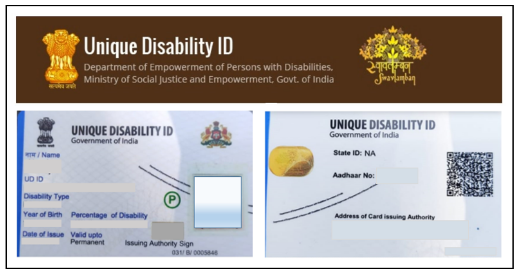 Unique Disability ID
Department of Empowerment of Persons with Disabilities,
Ministry of Social Justice and Empowerment, Govt. of India
सत्यमेव जयते
स्वावलम्बन
Swavlamban
UNIQUE DISABILITY ID
Government of India
नाम / Name
UD ID
Disability Type
P
Year of Birth Percentage of Disability
Date of Issue Valid upto
Permanent Issuing Authority Sign
031/ B/ 0005846
UNIQUE DISABILITY ID
Government of India
State ID: NA
Aadhaar No:
Address of Card Issuing Authority